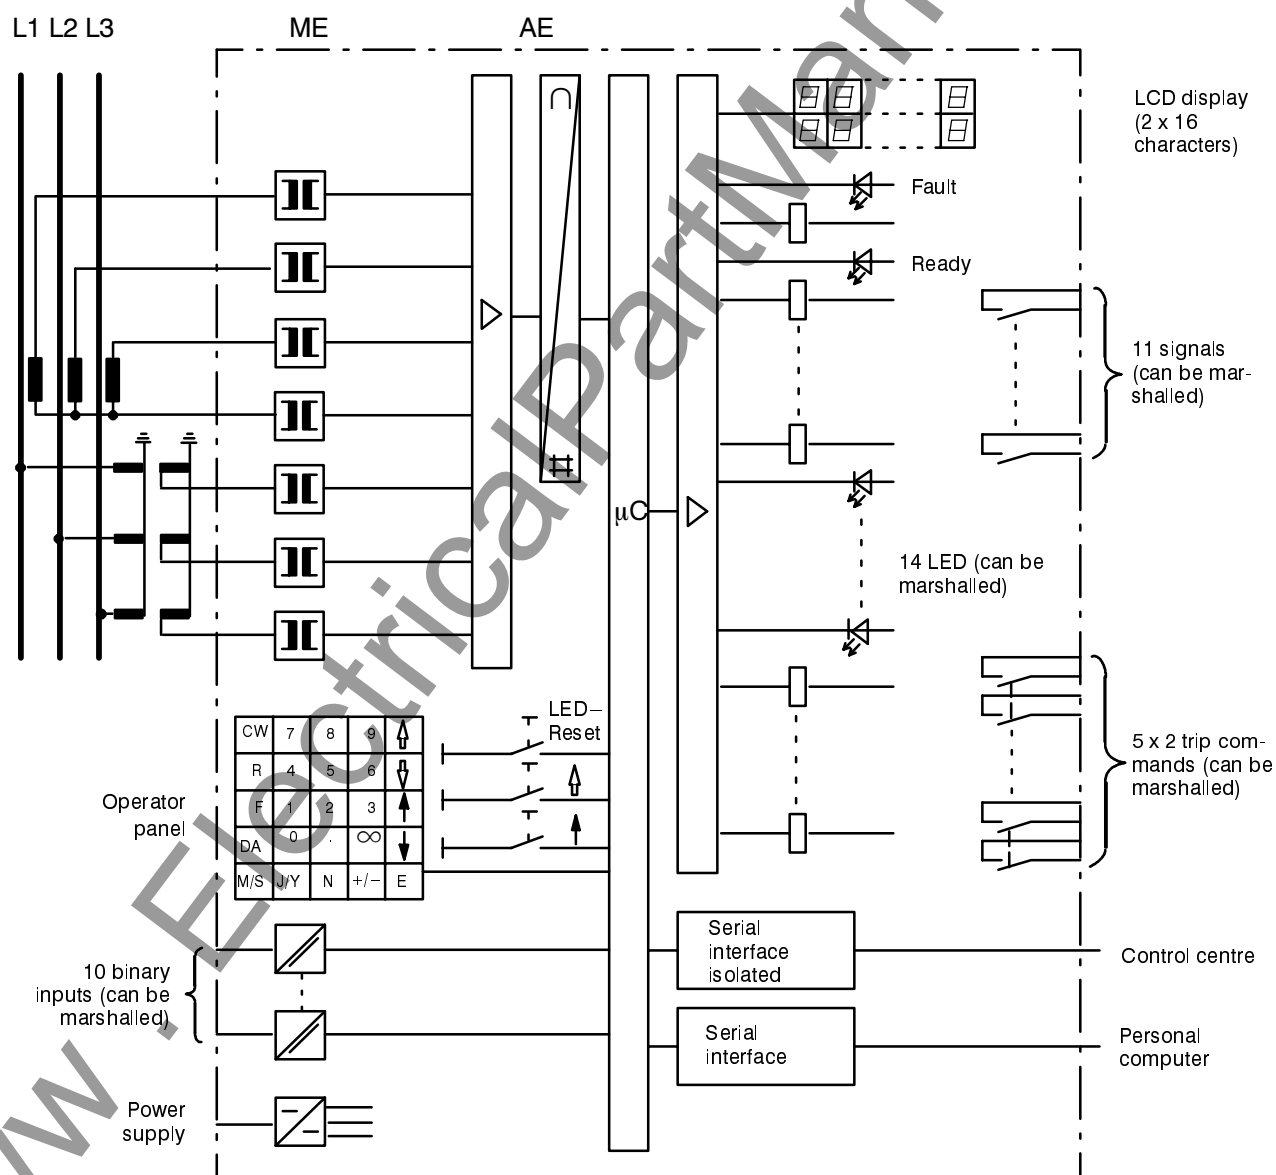 L1 L2 L3 ME AE
LCD display
(2 x 16
characters)
Fault
Ready
11 signals
(can be mar-
shalled)
µC
14 LED (can be
marshalled)
LED–
Reset
5 x 2 trip com-
mands (can be
marshalled)
Operator
panel
CW 7 8 9
R 4 5 6
F 1 2 3
DA 0 . ∞
M/S J/Y N +/− E
10 binary
inputs (can be
marshalled)
Serial
interface
isolated
Control centre
Serial
interface
Personal
computer
Power
supply
w . ElectricalPartMan